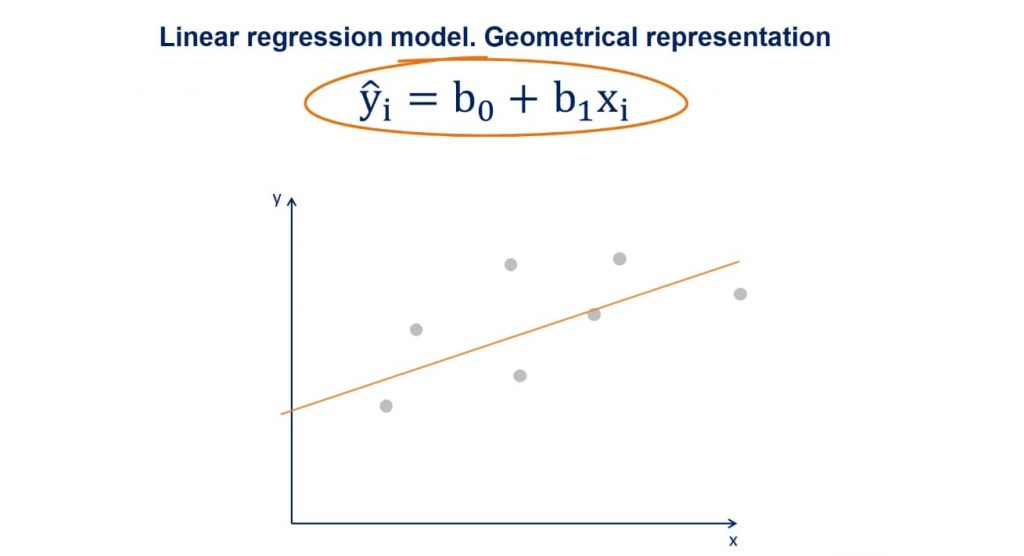 Linear regression model. Geometrical representation
ŷᵢ = b₀ + b₁xᵢ
y
x